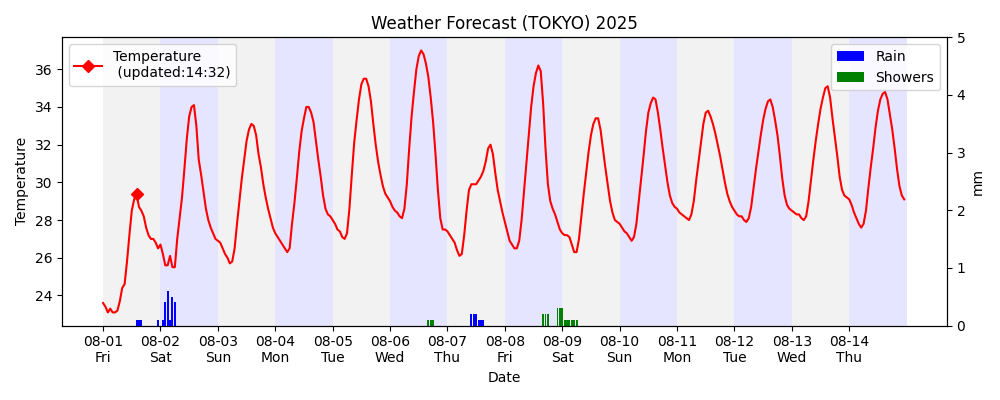 Weather Forecast (TOKYO) 2025
Temperature
(updated:14:32)
Rain
Showers
Temperature
36
34
32
30
28
26
24
5
4
3
2
1
0
mm
08-01 08-02 08-03 08-04 08-05 08-06 08-07 08-08 08-09 08-10 08-11 08-12 08-13 08-14
Fri Sat Sun Mon Tue Wed Thu Fri Sat Sun Mon Tue Wed Thu
Date